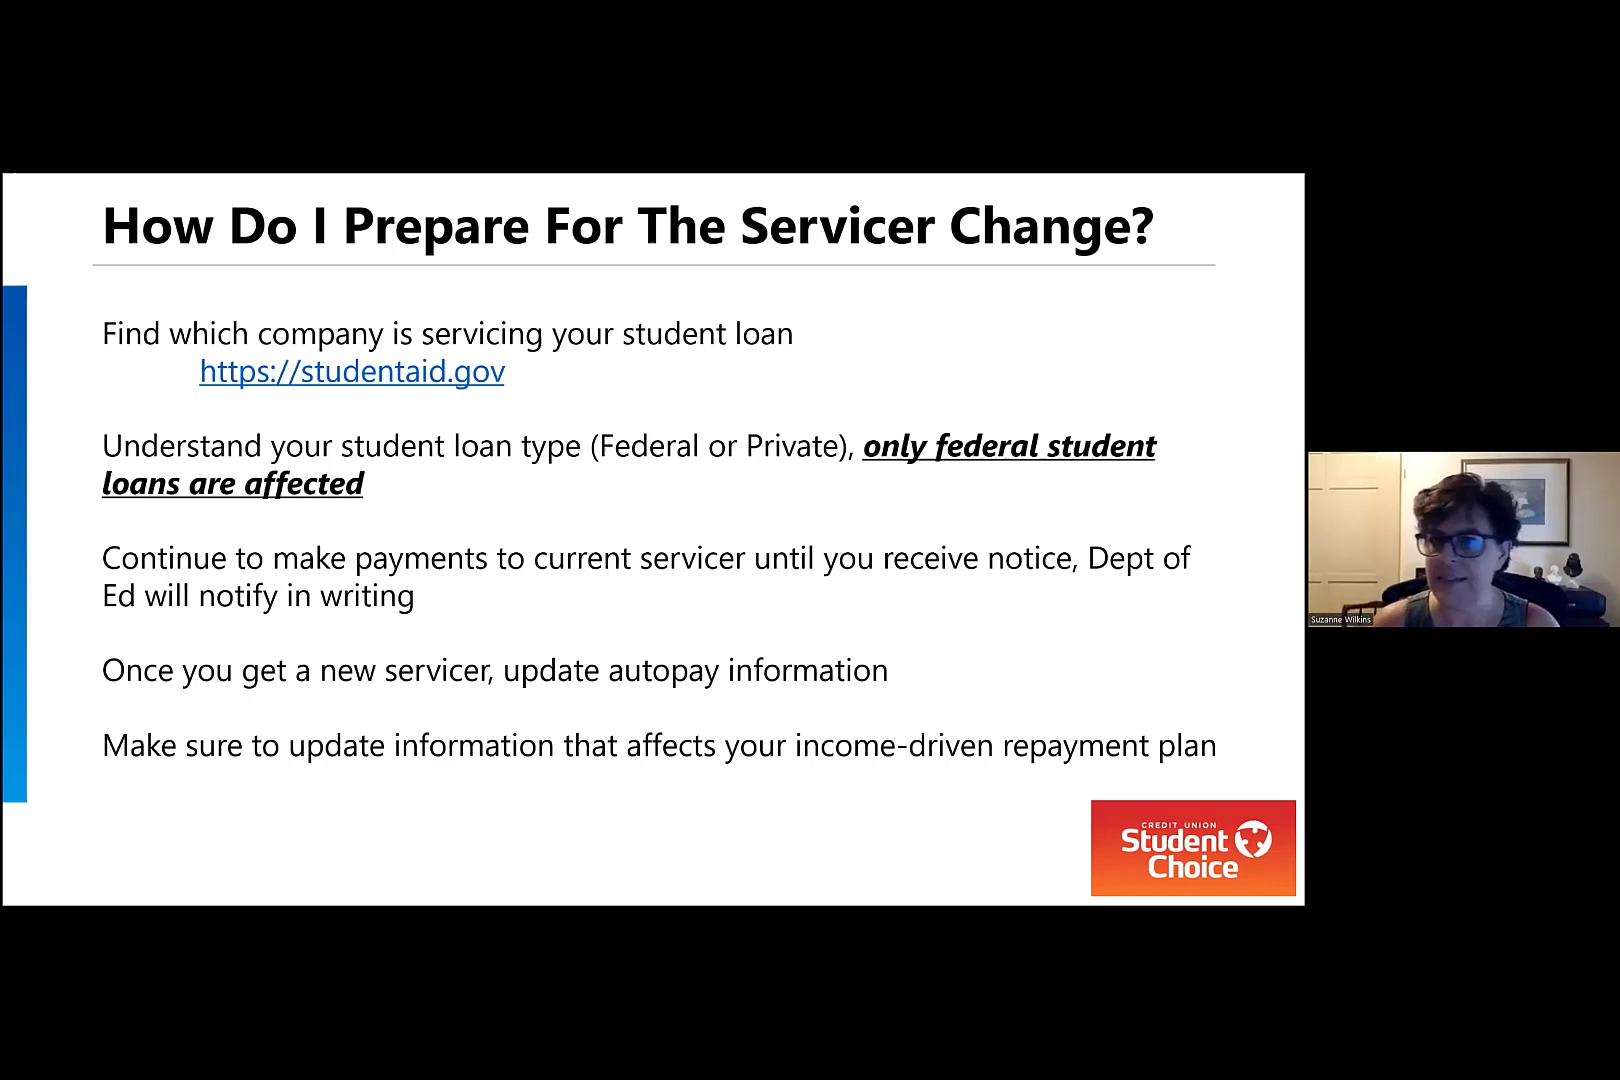 How Do I Prepare For The Servicer Change?
Find which company is servicing your student loan
https://studentaid.gov
Understand your student loan type (Federal or Private), only federal student
loans are affected
Continue to make payments to current servicer until you receive notice, Dept of
Ed will notify in writing
Once you get a new servicer, update autopay information
Make sure to update information that affects your income-driven repayment plan
CREDIT UNION
Student
Choice
Suzanne Wilkins